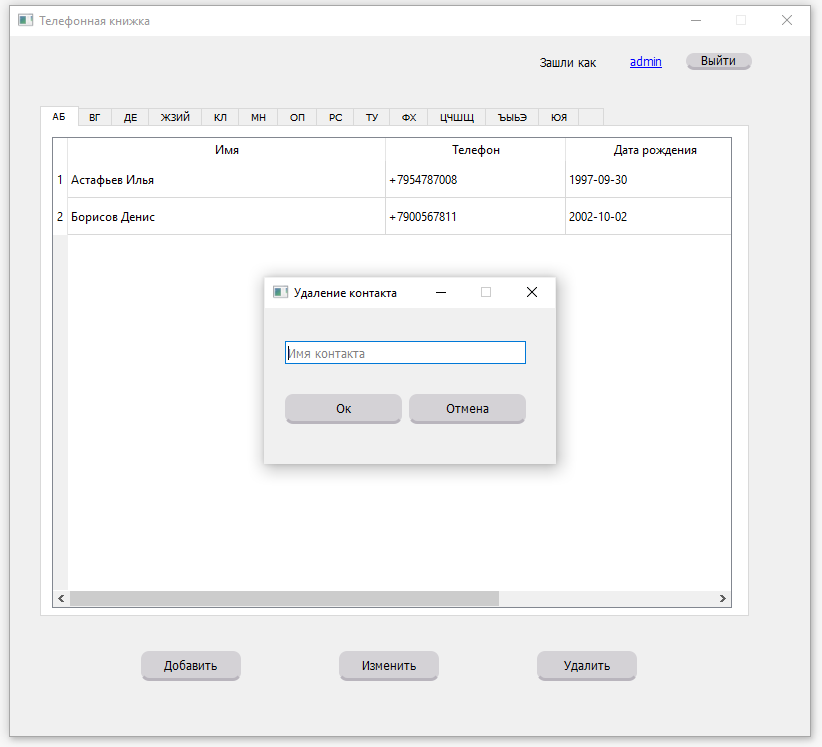 Телефонная книжка
Зашли как admin Выйти
АБ ВГ ДЕ ЖЗИЙ КЛ МН ОП РС ТУ ФХ ЦЧШЩ ЪЫЬЭ ЮЯ
Имя Телефон Дата рождения
1 Астафьев Илья +7954787008 1997-09-30
2 Борисов Денис +7900567811 2002-10-02
Удаление контакта
Имя контакта
Ок Отмена
Добавить Изменить Удалить